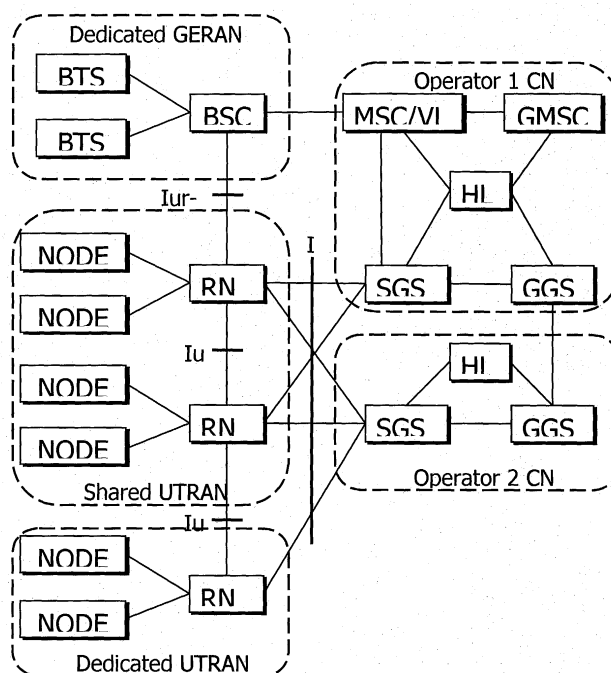 Dedicated GERAN
BTS
BTS
BSC
Operator 1 CN
MSC/VL
GMSC
HL
SGS
GGS
Iur-
I
NODE
NODE
RN
Iu
NODE
NODE
RN
Shared UTRAN
HL
SGS
GGS
Operator 2 CN
Iu
NODE
NODE
RN
Dedicated UTRAN